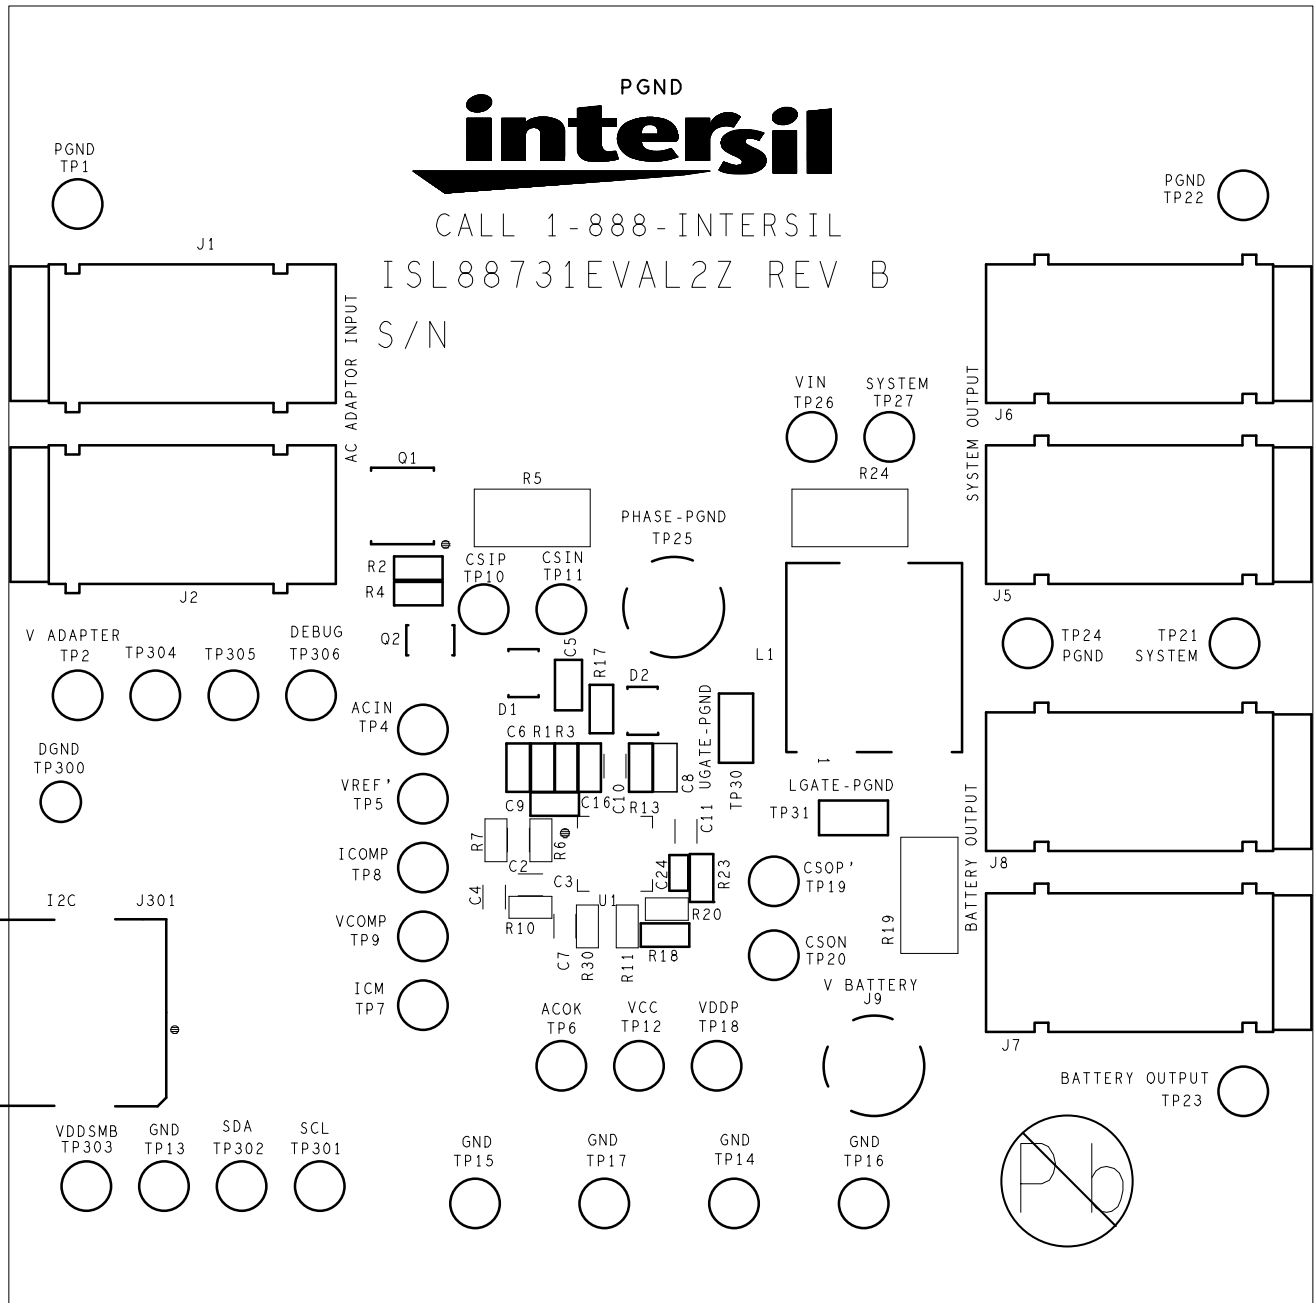 PGND
intersil
PGND
TP1
PGND
TP22
CALL 1-888-INTERSIL
J1
ISL88731EVAL2Z REV B
S/N
AC ADAPTOR INPUT
VIN
TP26
SYSTEM
TP27
SYSTEM OUTPUT
J6
Q1
R5
R24
PHASE-PGND
TP25
R2
R4
CSIP
TP10
CSIN
TP11
J2
J5
V ADAPTER
TP2
TP304
TP305
DEBUG
TP306
Q2
C5
R17
L1
TP24
PGND
TP21
SYSTEM
D1
D2
ACIN
TP4
UGATE-PGND
TP30
DGND
TP300
C6
R1
R3
C8
1
VREF'
TP5
C9
C16
C10
R13
C11
LGATE-PGND
TP31
R7
R6
BATTERY OUTPUT
J8
ICOMP
TP8
C2
C3
C24
R23
CSOP'
TP19
I2C
J301
C4
U1
R20
R19
VCOMP
TP9
R10
C7
R30
R11
R18
CSON
TP20
ICM
TP7
V BATTERY
J9
ACOK
TP6
VCC
TP12
VDDP
TP18
J7
BATTERY OUTPUT
TP23
VDDSMB
TP303
GND
TP13
SDA
TP302
SCL
TP301
GND
TP15
GND
TP17
GND
TP14
GND
TP16
Pb